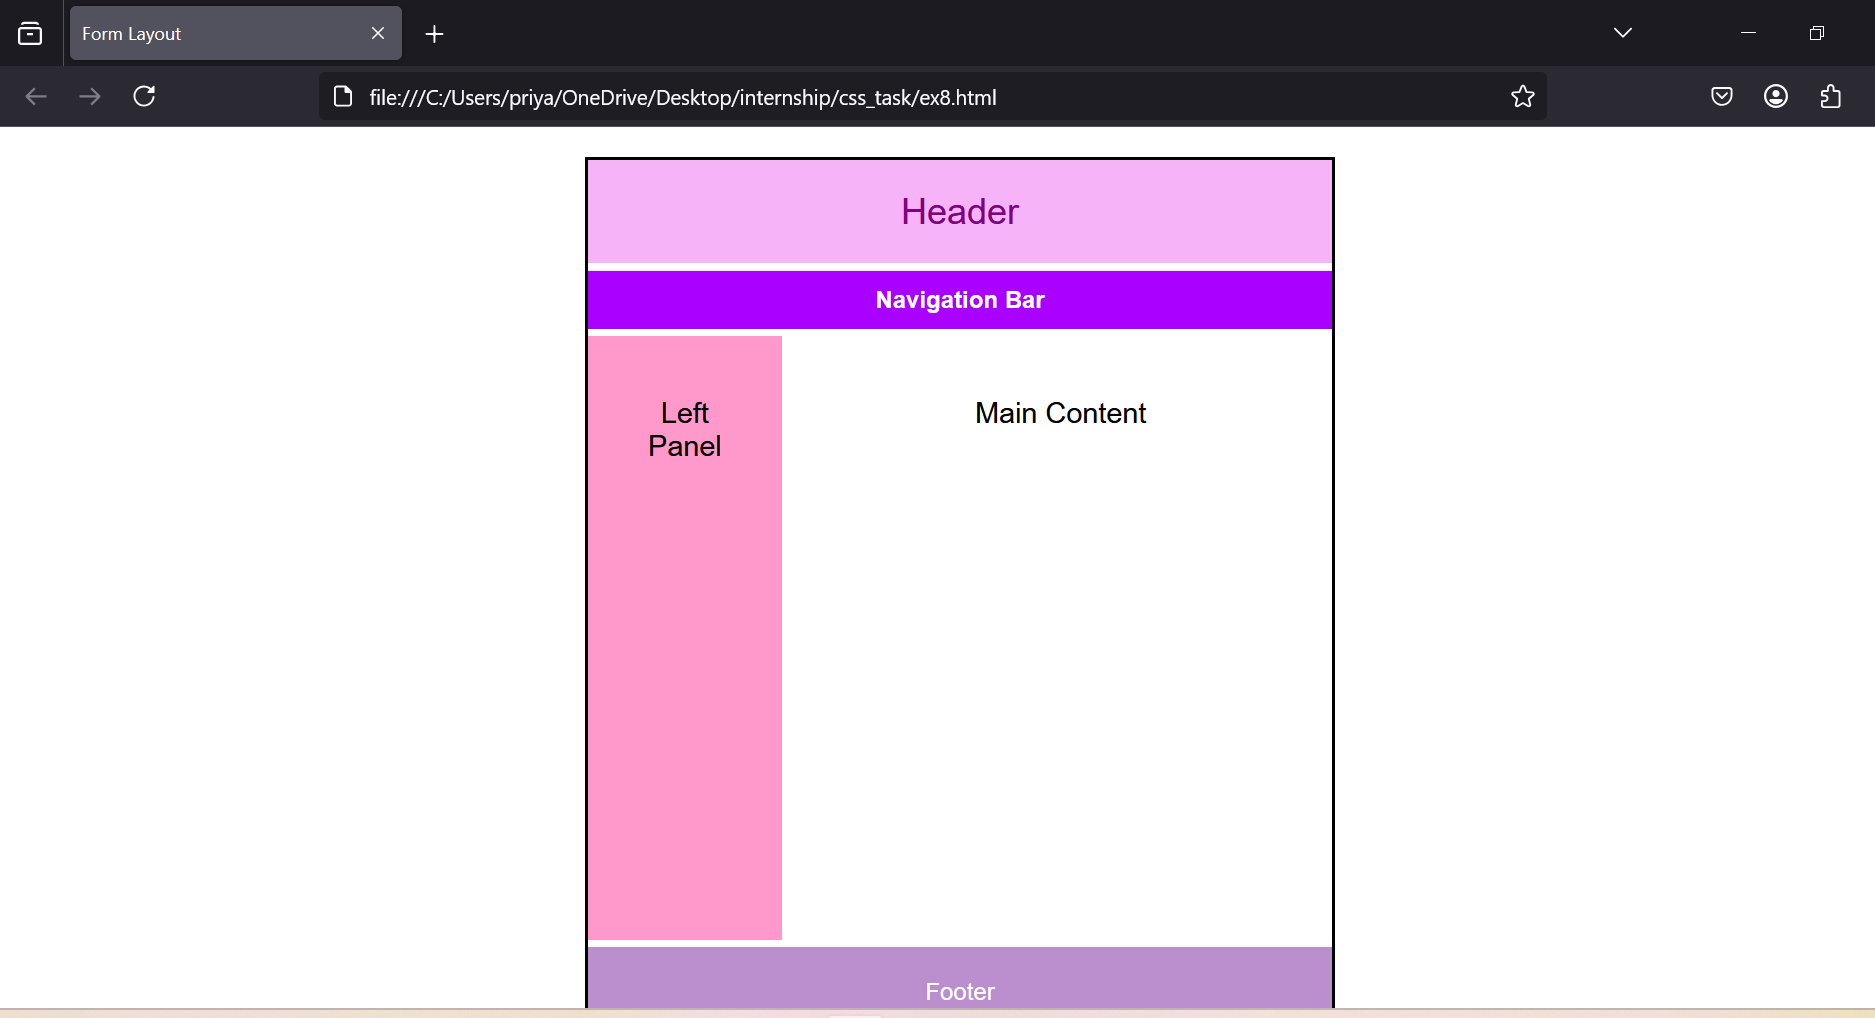 Form Layout
file:///C:/Users/priya/OneDrive/Desktop/internship/css_task/ex8.html
Header
Navigation Bar
Left
Panel
Main Content
Footer